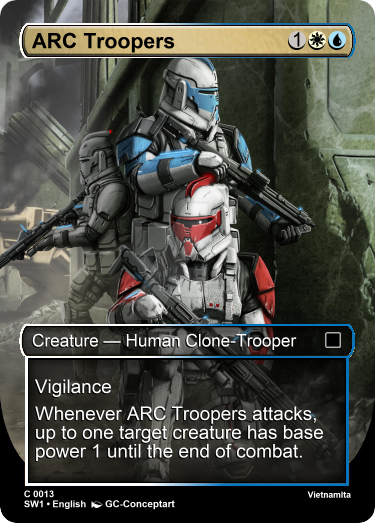 ARC Troopers 1
Creature — Human Clone-Trooper
Vigilance
Whenever ARC Troopers attacks,
up to one target creature has base
power 1 until the end of combat.
C 0013 Vietnamita
SW1 • English GC-Conceptart